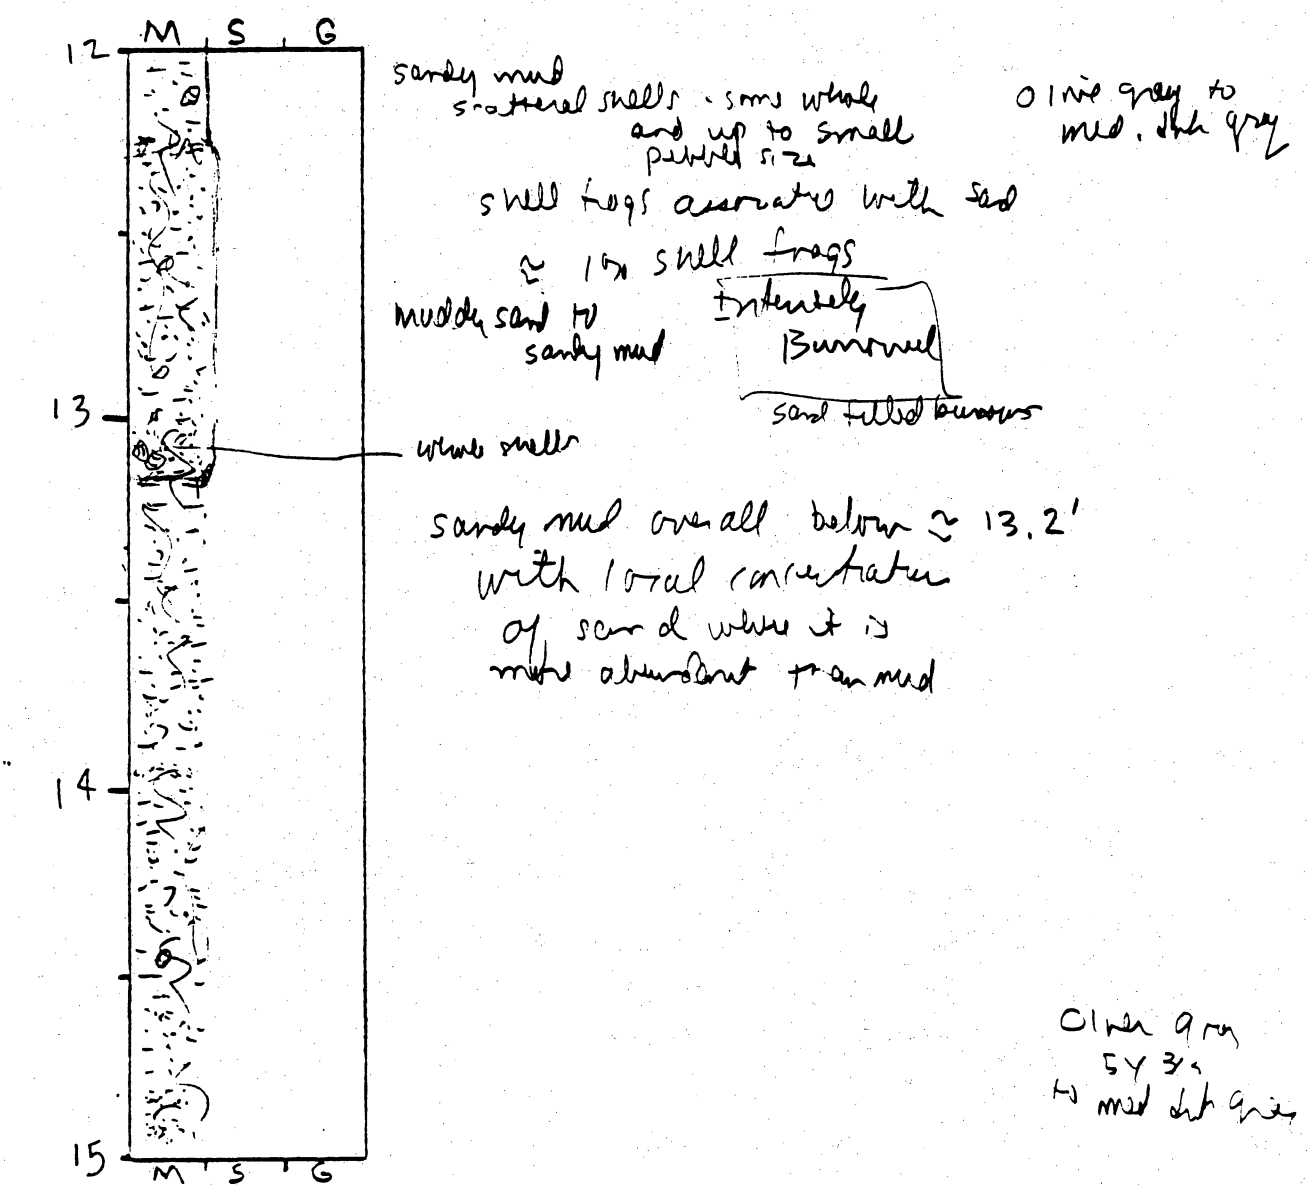 M S G
12
sandy mud
scattered shells - some whole
and up to small
pebble size
olive gray to
med. drk gray
shell frags associated with sand
≈ 1% shell frags
muddy sand to
sandy mud
Intensely
Burrowed
sand filled burrows
13
whole shells
sandy mud overall below ≈ 13.2'
with local concentrations
of sand where it is
more abundant than mud
14
Olive gray
5Y 3/2
to med drk gray
15
M S G